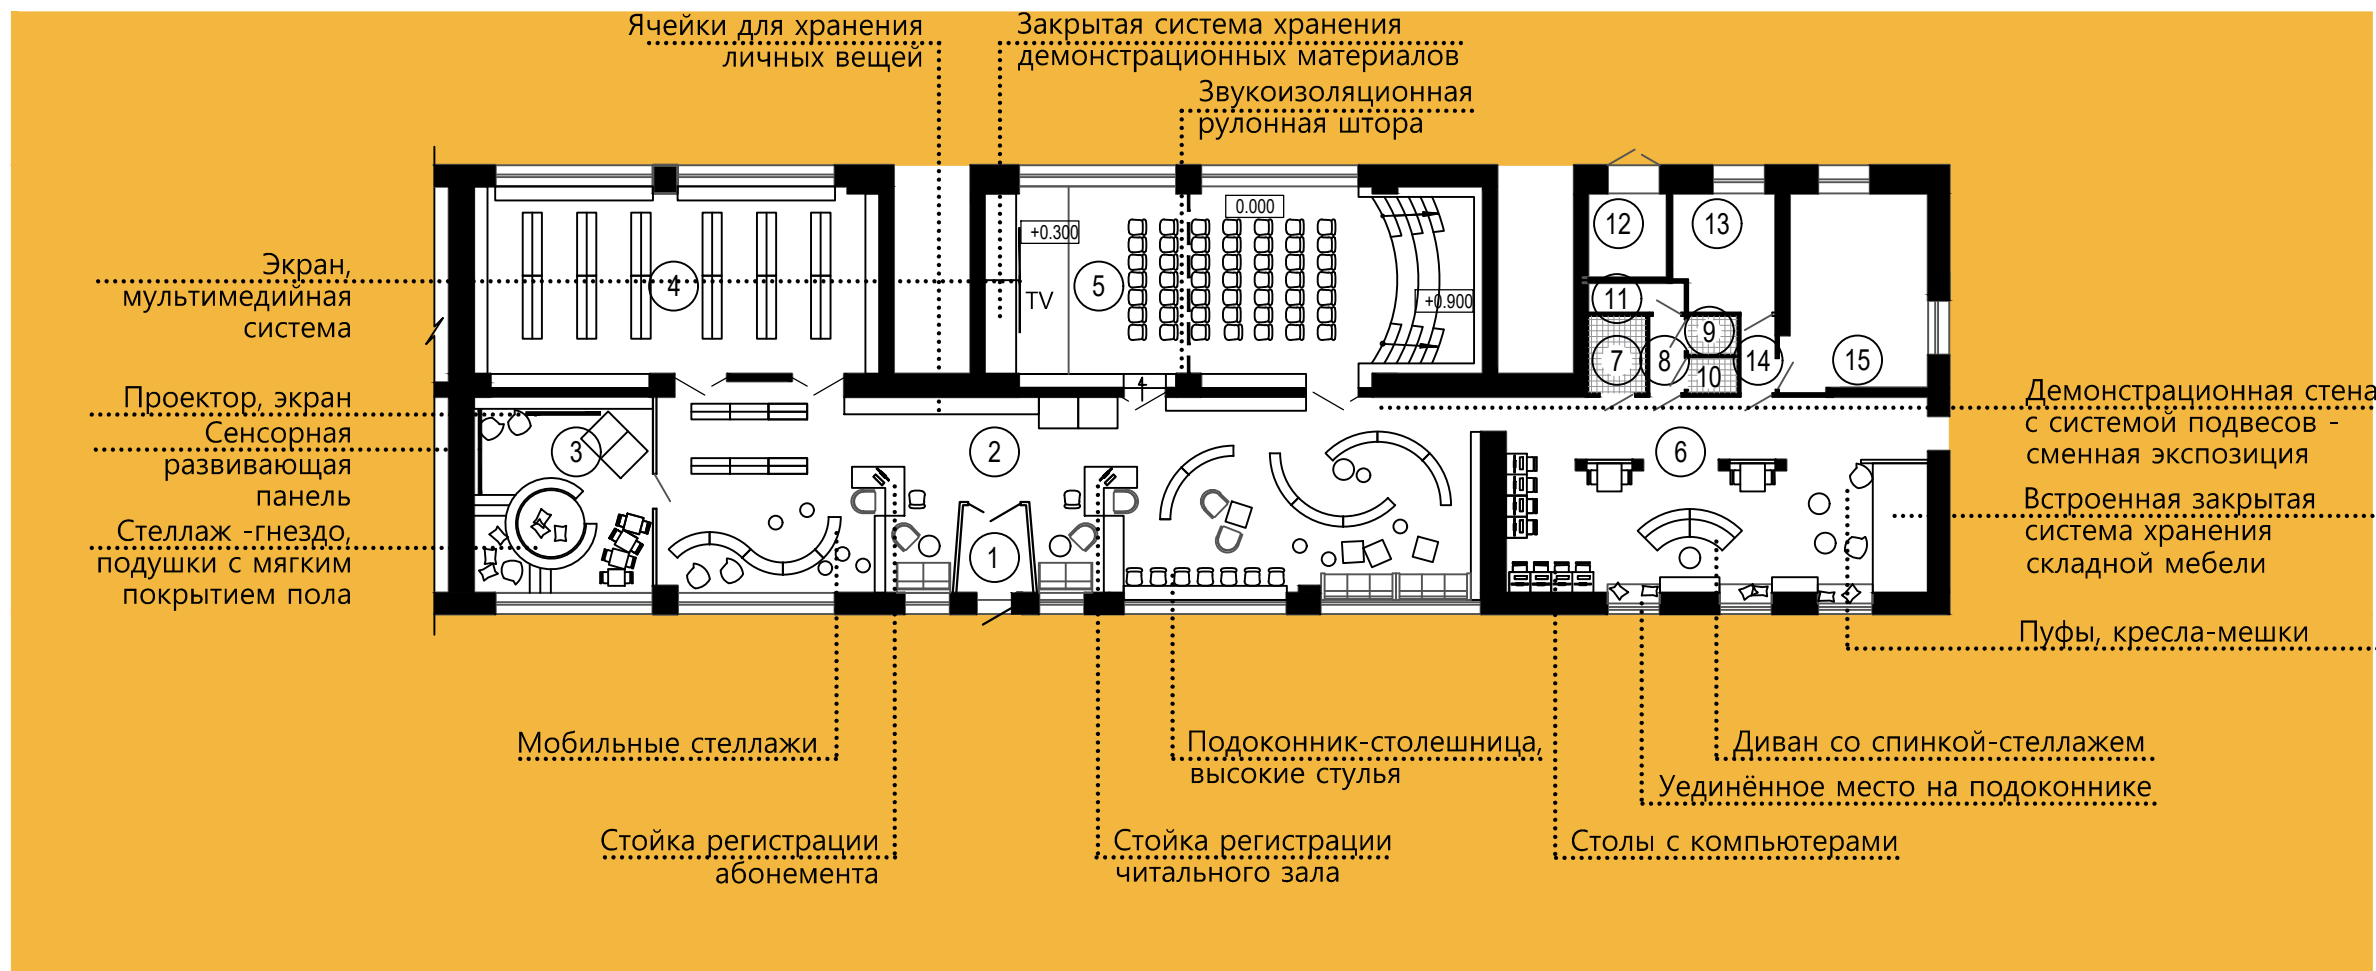 Ячейки для хранения
личных вещей
Закрытая система хранения
демонстрационных материалов
Звукоизоляционная
рулонная штора
Экран,
мультимедийная
система
Проектор, экран
Сенсорная
развивающая
панель
Стеллаж -гнездо,
подушки с мягким
покрытием пола
4
+0.300
TV
5
0.000
+0.900
12
13
11
9
7
8
10
14
15
3
2
1
6
Демонстрационная стена
с системой подвесов -
сменная экспозиция
Встроенная закрытая
система хранения
складной мебели
Пуфы, кресла-мешки
Мобильные стеллажи
Подоконник-столешница,
высокие стулья
Диван со спинкой-стеллажем
Уединённое место на подоконнике
Стойка регистрации
абонемента
Стойка регистрации
читального зала
Столы с компьютерами